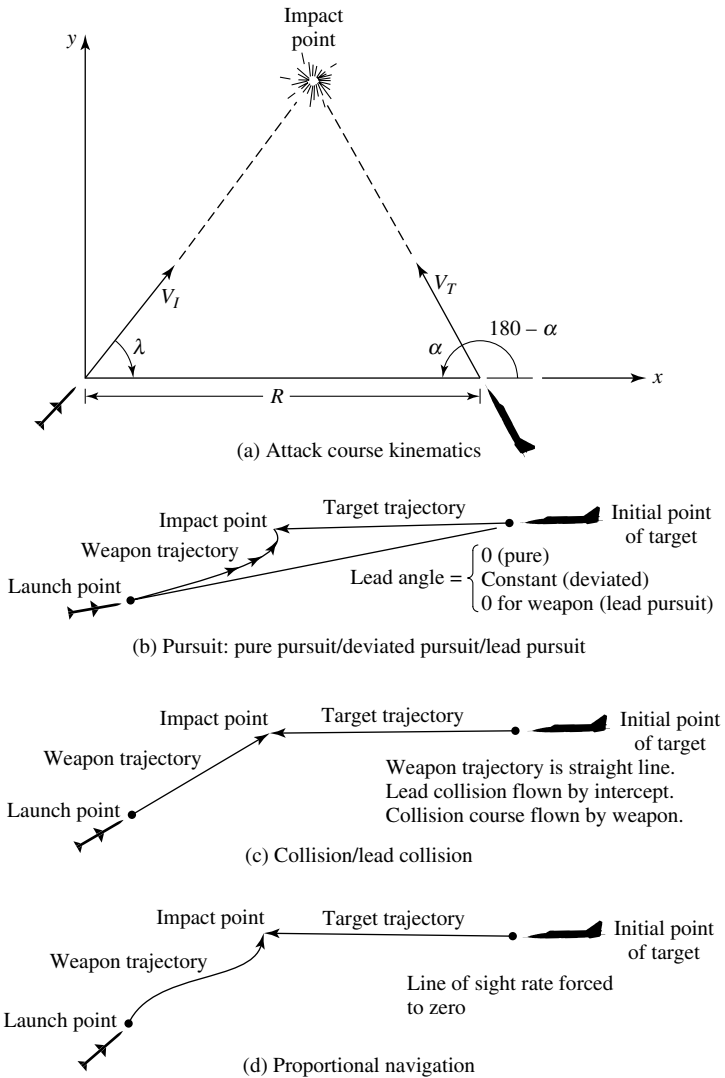 Impact
point
y
V_I
V_T
λ
α
180 – α
x
R
(a) Attack course kinematics
Target trajectory
Impact point
Initial point
of target
Weapon trajectory
Launch point
Lead angle =
0 (pure)
Constant (deviated)
0 for weapon (lead pursuit)
(b) Pursuit: pure pursuit/deviated pursuit/lead pursuit
Impact point
Target trajectory
Initial point
of target
Weapon trajectory
Weapon trajectory is straight line.
Lead collision flown by intercept.
Collision course flown by weapon.
Launch point
(c) Collision/lead collision
Impact point
Target trajectory
Initial point
of target
Weapon trajectory
Line of sight rate forced
to zero
Launch point
(d) Proportional navigation